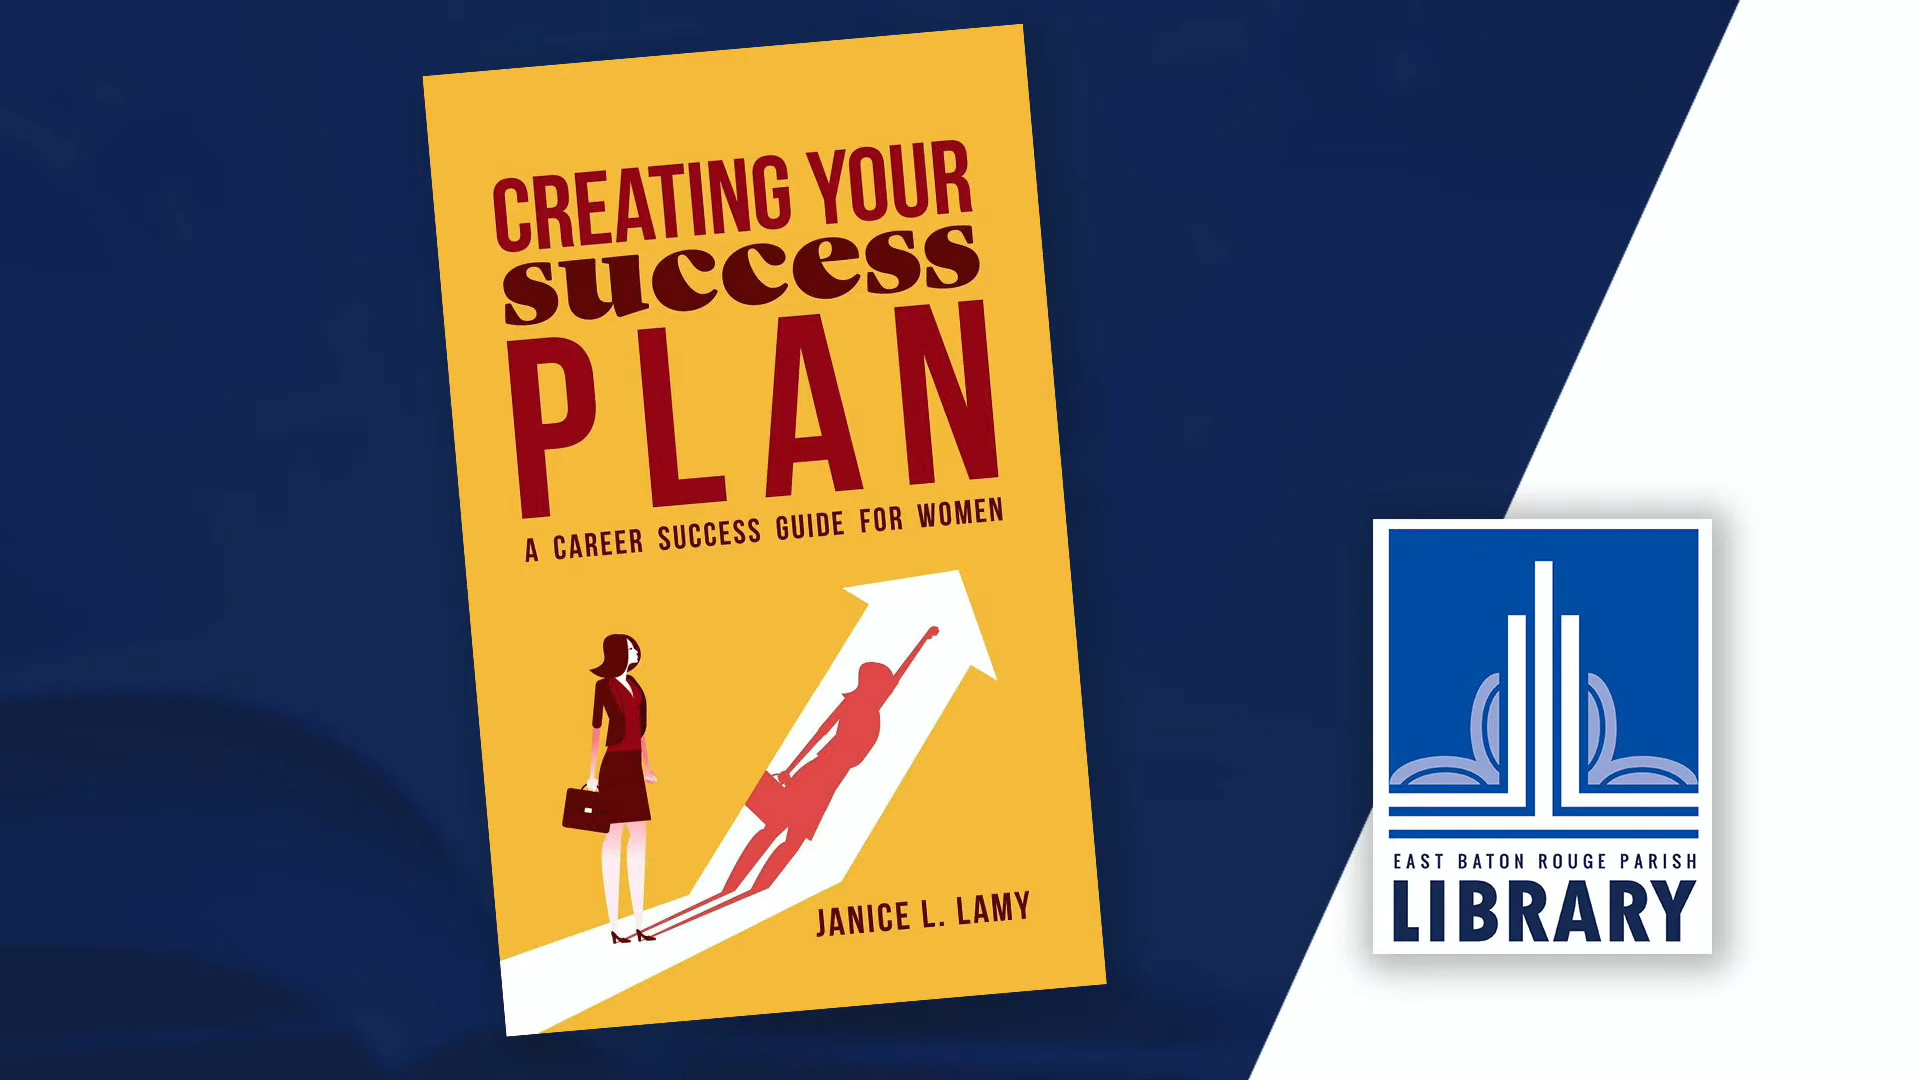 CREATING YOUR
success
PLAN
A CAREER SUCCESS GUIDE FOR WOMEN
JANICE L. LAMY
EAST BATON ROUGE PARISH
LIBRARY